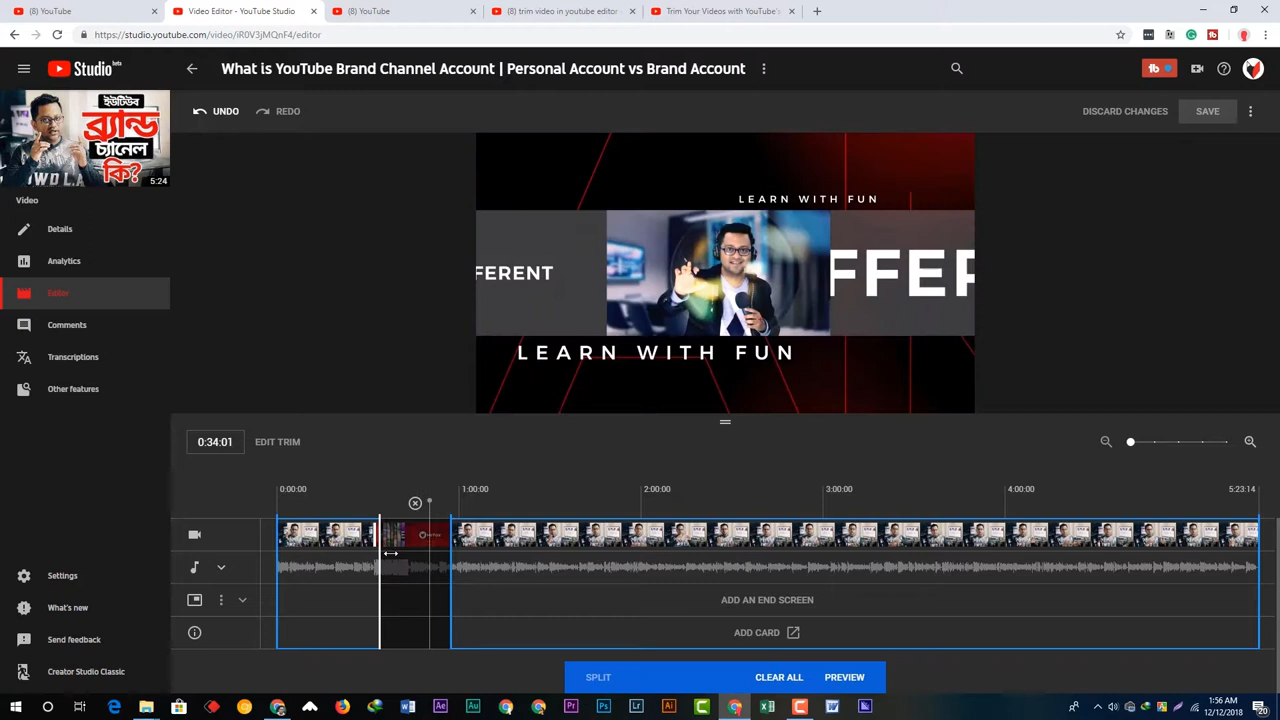 (8) YouTube
Video Editor - YouTube Studio
(8) YouTube
(8) trim video in youtube editor -
Trim Your Videos with YouTube's
https://studio.youtube.com/video/iR0V3jMQnF4/editor
Studio beta
What is YouTube Brand Channel Account | Personal Account vs Brand Account
UNDO
REDO
DISCARD CHANGES
SAVE
ইউটিউব
ব্র্যান্ড
চ্যানেল
কি?
5:24
Video
Details
Analytics
Editor
Comments
Transcriptions
Other features
Settings
What's new
Send feedback
Creator Studio Classic
LEARN WITH FUN
FFERENT
FFER
LEARN WITH FUN
0:34:01
EDIT TRIM
0:00:00
1:00:00
2:00:00
3:00:00
4:00:00
5:23:14
ADD AN END SCREEN
ADD CARD
SPLIT
CLEAR ALL
PREVIEW
1:56 AM
12/12/2018
20